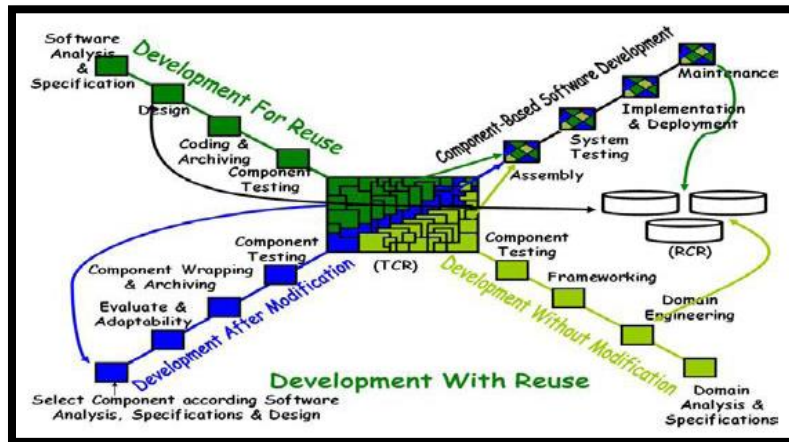 Software
Analysis
&
Specification
Development For Reuse
Design
Coding &
Archiving
Component
Testing
Component-Based Software Development
Maintenance
Implementation
& Deployment
System
Testing
Assembly
(TCR)
(RCR)
Component
Testing
Component Wrapping
& Archiving
Evaluate &
Adaptability
Development After Modification
Select Component according Software
Analysis, Specifications & Design
Component
Testing
Frameworking
Domain
Engineering
Development Without Modification
Domain
Analysis &
Specifications
Development With Reuse